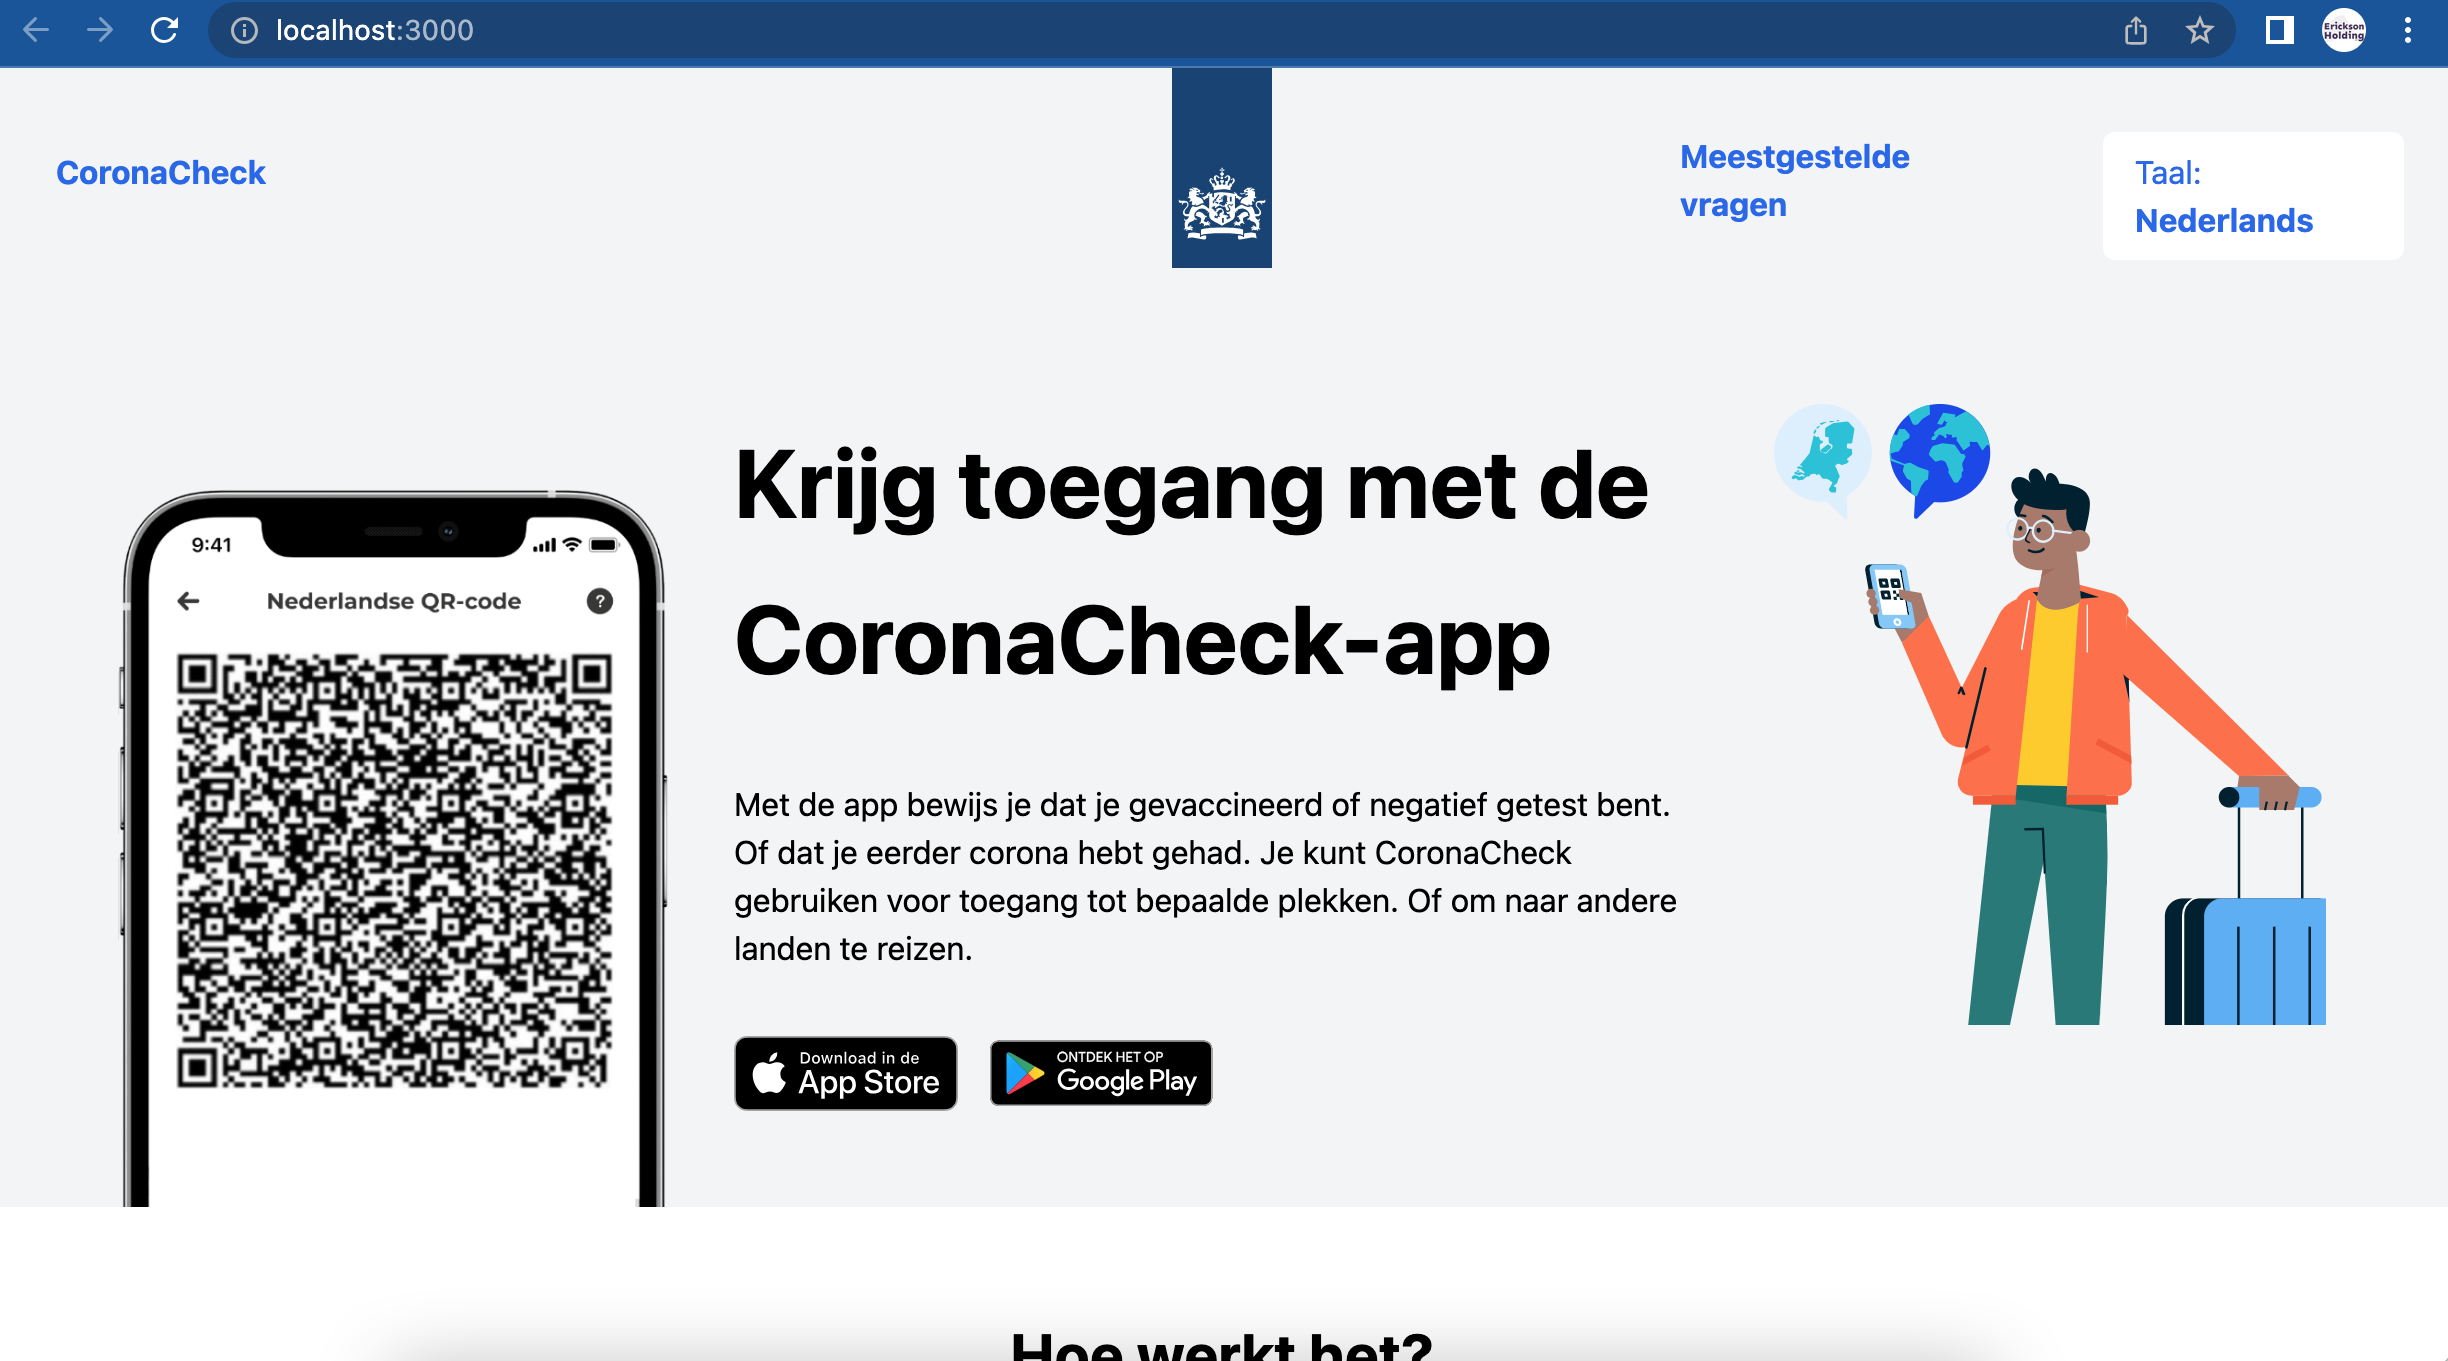 localhost:3000
Erickson
Holding
CoronaCheck
Meestgestelde
vragen
Taal:
Nederlands
9:41
Nederlandse QR-code
?
Krijg toegang met de
CoronaCheck-app
Met de app bewijs je dat je gevaccineerd of negatief getest bent.
Of dat je eerder corona hebt gehad. Je kunt CoronaCheck
gebruiken voor toegang tot bepaalde plekken. Of om naar andere
landen te reizen.
Download in de
App Store
ONTDEK HET OP
Google Play
Hoe werkt het?